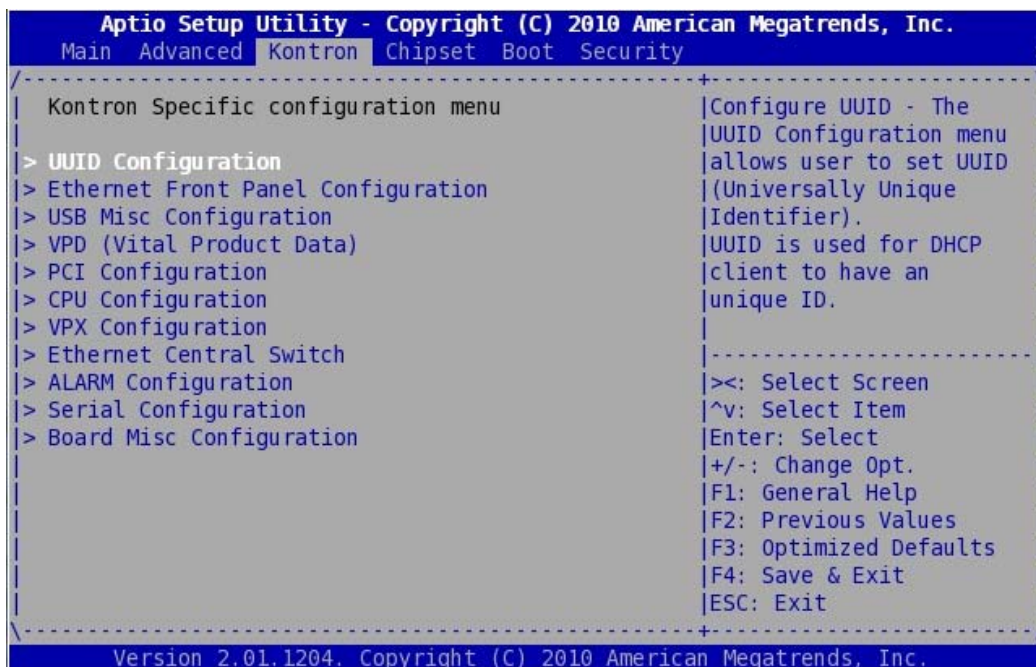 Aptio Setup Utility - Copyright (C) 2010 American Megatrends, Inc.
Main Advanced Kontron Chipset Boot Security
Kontron Specific configuration menu
> UUID Configuration
> Ethernet Front Panel Configuration
> USB Misc Configuration
> VPD (Vital Product Data)
> PCI Configuration
> CPU Configuration
> VPX Configuration
> Ethernet Central Switch
> ALARM Configuration
> Serial Configuration
> Board Misc Configuration
Configure UUID - The
UUID Configuration menu
allows user to set UUID
(Universally Unique
Identifier).
UUID is used for DHCP
client to have an
unique ID.
><: Select Screen
^v: Select Item
Enter: Select
+/-: Change Opt.
F1: General Help
F2: Previous Values
F3: Optimized Defaults
F4: Save & Exit
ESC: Exit
Version 2.01.1204. Copyright (C) 2010 American Megatrends, Inc.